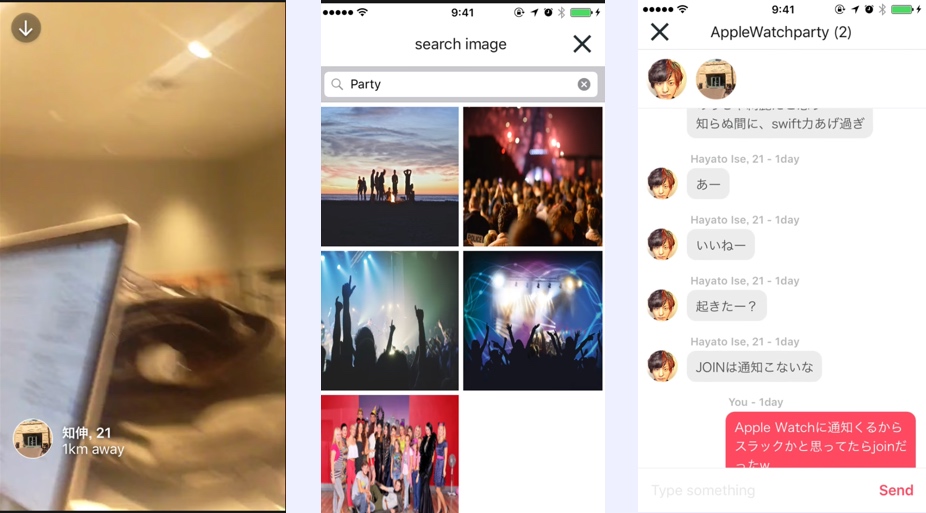 知伸, 21
1km away
9:41
search image
Party
9:41
AppleWatchparty (2)
知らぬ間に、swift力あげ過ぎ
Hayato Ise, 21 - 1day
あー
Hayato Ise, 21 - 1day
いいねー
Hayato Ise, 21 - 1day
起きたー？
Hayato Ise, 21 - 1day
JOINは通知こないな
You - 1day
Apple Watchに通知くるから
スラックかと思ってたらjoinだ
ったw
Type something
Send